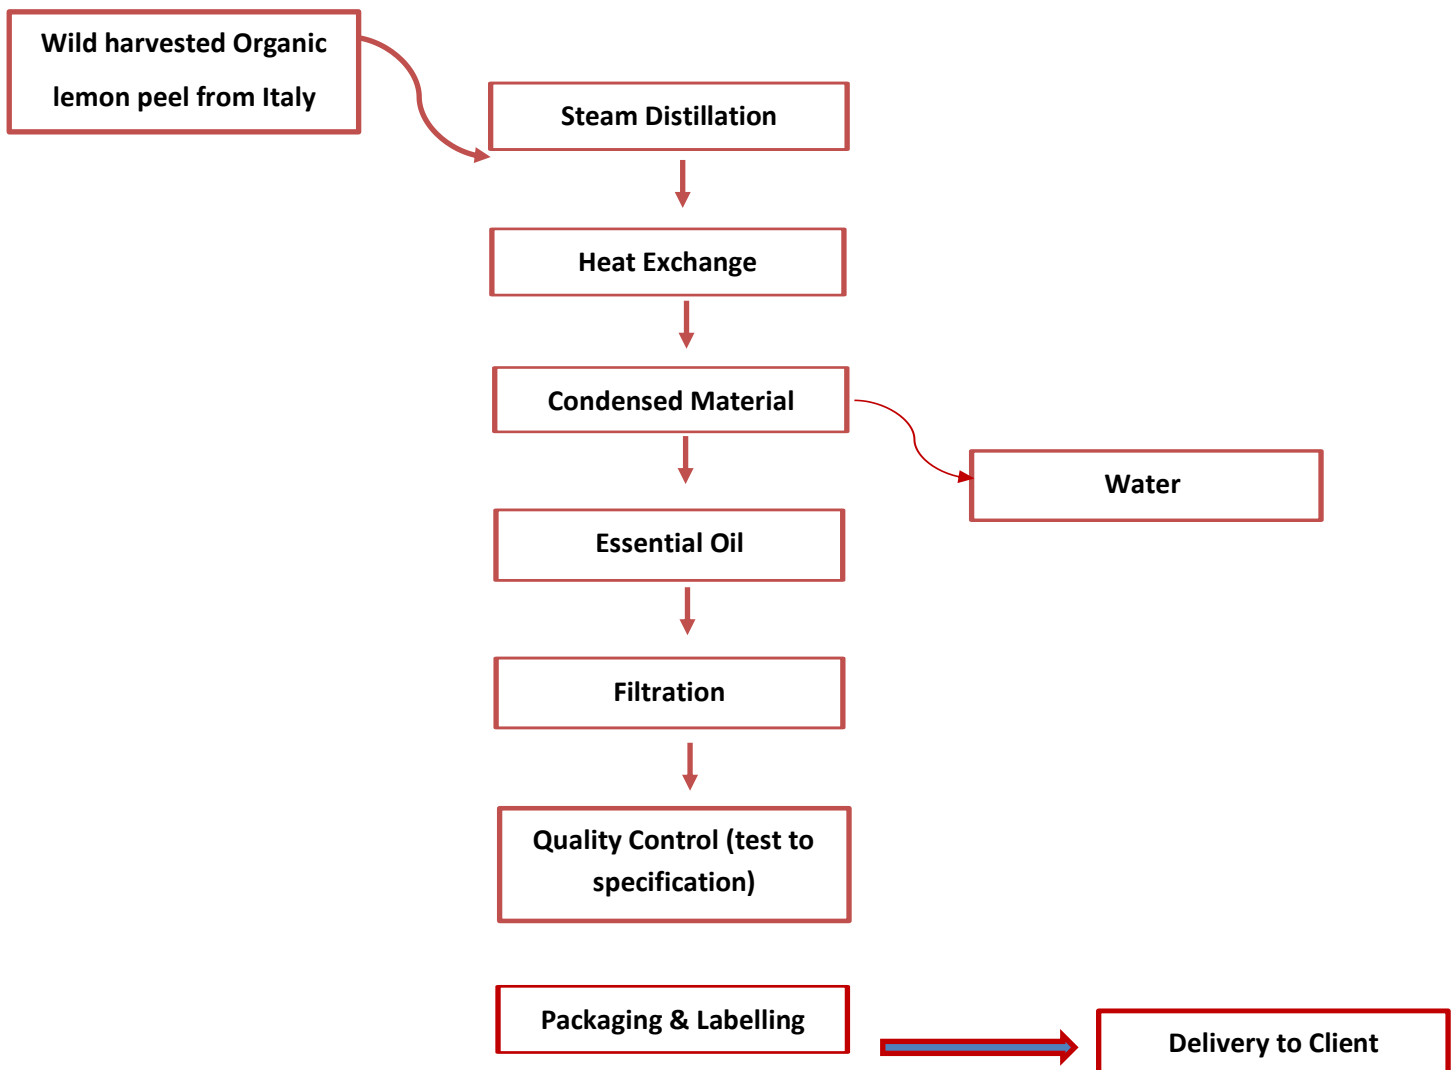 Wild harvested Organic
lemon peel from Italy
Steam Distillation
Heat Exchange
Condensed Material
Water
Essential Oil
Filtration
Quality Control (test to
specification)
Packaging & Labelling
Delivery to Client